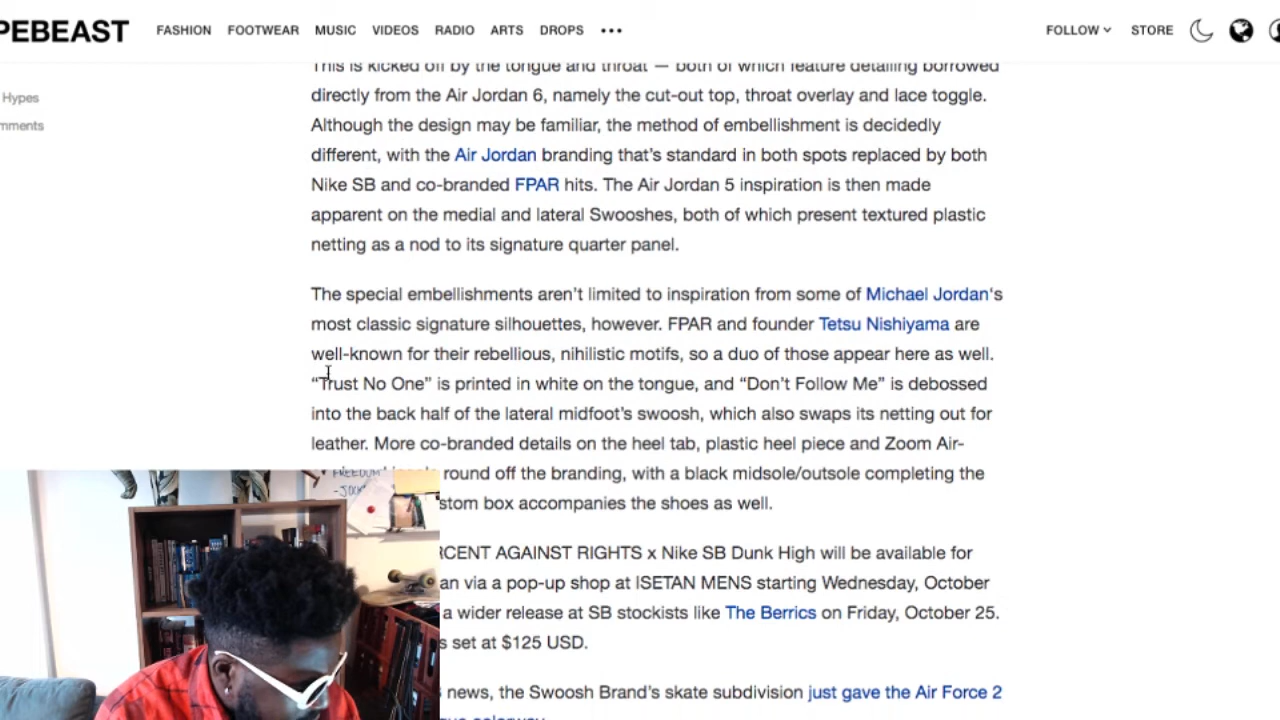 PEBEAST FASHION FOOTWEAR MUSIC VIDEOS RADIO ARTS DROPS ••• FOLLOW STORE
Hypes
mments
This is kicked off by the tongue and throat — both of which feature detailing borrowed
directly from the Air Jordan 6, namely the cut-out top, throat overlay and lace toggle.
Although the design may be familiar, the method of embellishment is decidedly
different, with the Air Jordan branding that’s standard in both spots replaced by both
Nike SB and co-branded FPAR hits. The Air Jordan 5 inspiration is then made
apparent on the medial and lateral Swooshes, both of which present textured plastic
netting as a nod to its signature quarter panel.
The special embellishments aren’t limited to inspiration from some of Michael Jordan‘s
most classic signature silhouettes, however. FPAR and founder Tetsu Nishiyama are
well-known for their rebellious, nihilistic motifs, so a duo of those appear here as well.
“Trust No One” is printed in white on the tongue, and “Don’t Follow Me” is debossed
into the back half of the lateral midfoot’s swoosh, which also swaps its netting out for
leather. More co-branded details on the heel tab, plastic heel piece and Zoom Air-
round off the branding, with a black midsole/outsole completing the
stom box accompanies the shoes as well.
RCENT AGAINST RIGHTS x Nike SB Dunk High will be available for
an via a pop-up shop at ISETAN MENS starting Wednesday, October
a wider release at SB stockists like The Berrics on Friday, October 25.
s set at $125 USD.
news, the Swoosh Brand’s skate subdivision just gave the Air Force 2
colorway
FREEDOM